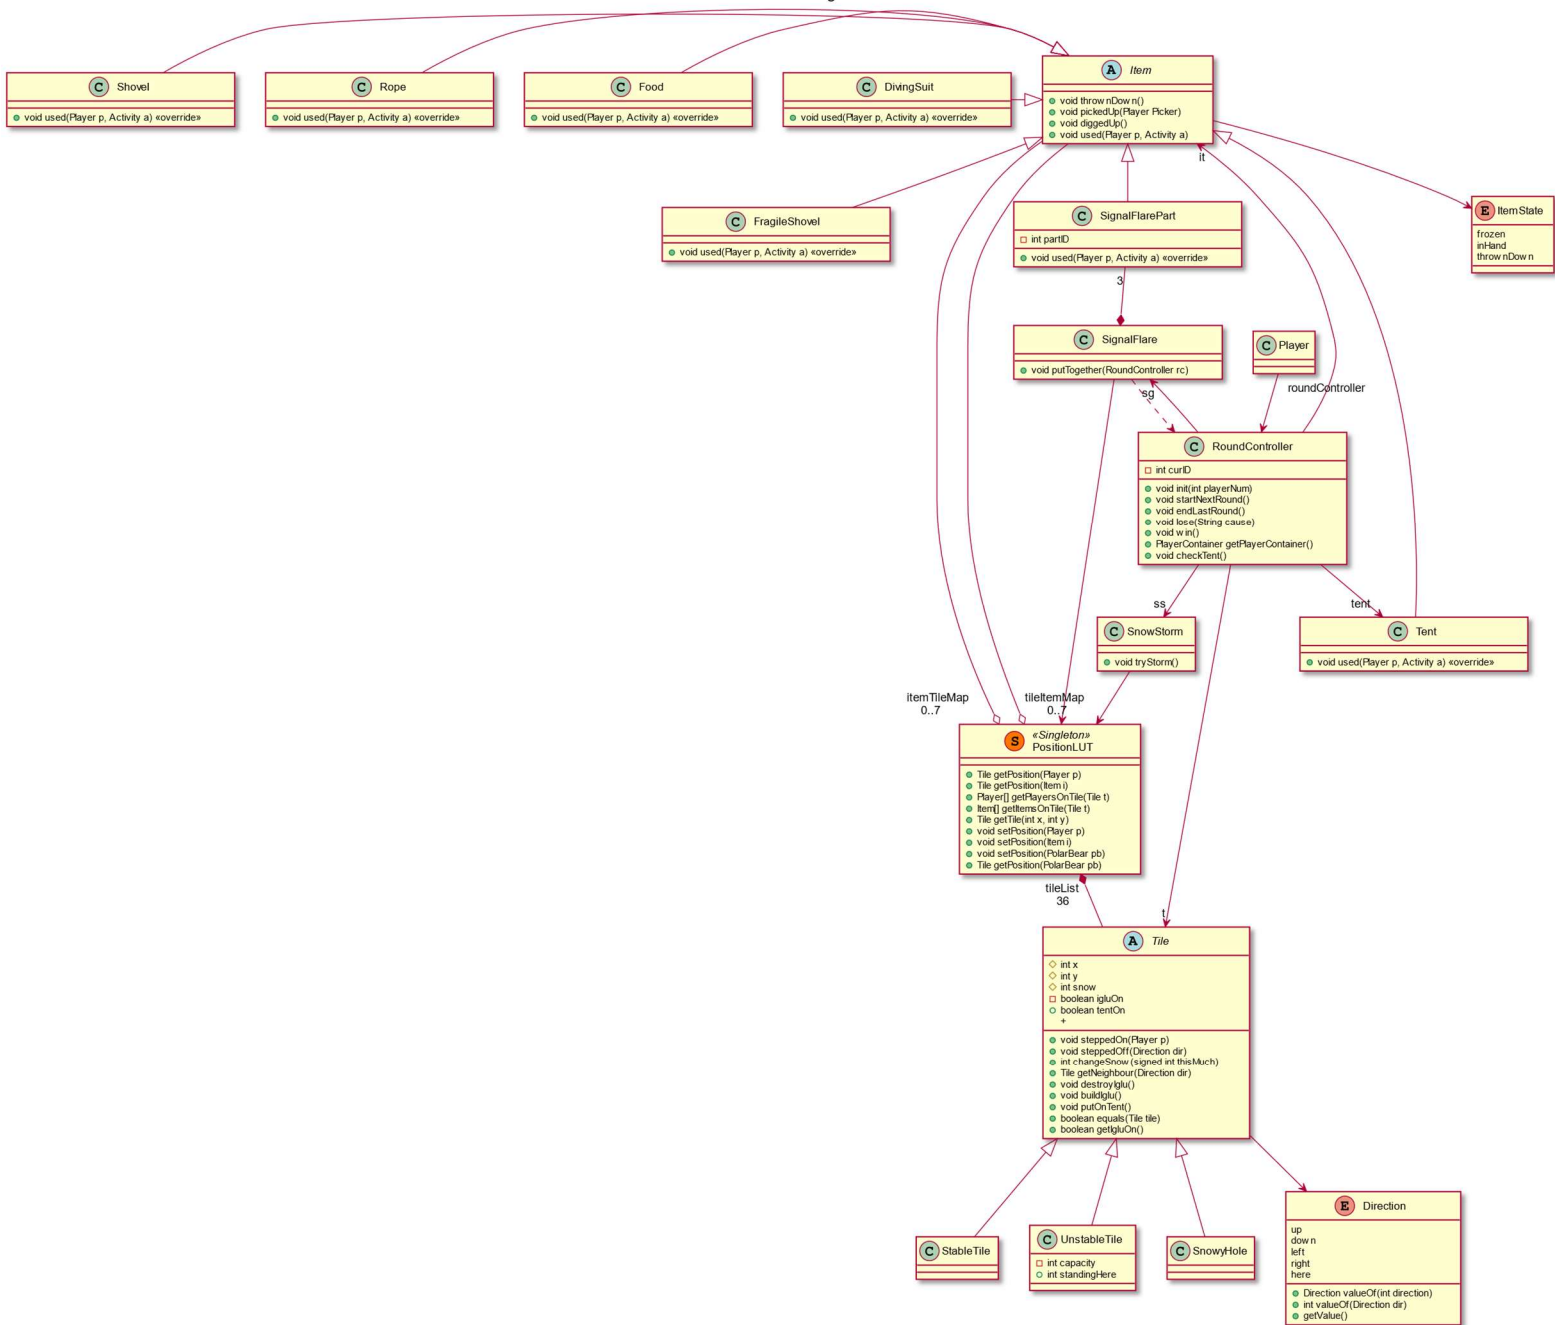 C Shovel
void used(Player p, Activity a) «override»
C Rope
void used(Player p, Activity a) «override»
C Food
void used(Player p, Activity a) «override»
C DivingSuit
void used(Player p, Activity a) «override»
A Item
void thrownDown()
void pickedUp(Player Picker)
void diggedUp()
void used(Player p, Activity a)
it
C FragileShovel
void used(Player p, Activity a) «override»
C SignalFlarePart
int partID
void used(Player p, Activity a) «override»
E ItemState
frozen
inHand
thrownDown
3
C SignalFlare
void putTogether(RoundController rc)
C Player
sg
roundController
C RoundController
int curID
void init(int playerNum)
void startNextRound()
void endLastRound()
void lose(String cause)
void win()
PlayerContainer getPlayerContainer()
void checkTent()
ss
tent
C SnowStorm
void tryStorm()
C Tent
void used(Player p, Activity a) «override»
itemTileMap
0..7
tileItemMap
0..7
S «Singleton»
PositionLUT
Tile getPosition(Player p)
Tile getPosition(Item i)
Player[] getPlayersOnTile(Tile t)
Item[] getItemsOnTile(Tile t)
Tile getTile(int x, int y)
void setPosition(Player p)
void setPosition(Item i)
void setPosition(PolarBear pb)
Tile getPosition(PolarBear pb)
tileList
36
t
A Tile
int x
int y
int snow
boolean igluOn
boolean tentOn
+
void steppedOn(Player p)
void steppedOff(Direction dir)
int changeSnow(signed int thisMuch)
Tile getNeighbour(Direction dir)
void destroyIglu()
void buildIglu()
void putOnTent()
boolean equals(Tile tile)
boolean getIgluOn()
C StableTile
C UnstableTile
int capacity
int standingHere
C SnowyHole
E Direction
up
down
left
right
here
Direction valueOf(int direction)
int valueOf(Direction dir)
getValue()